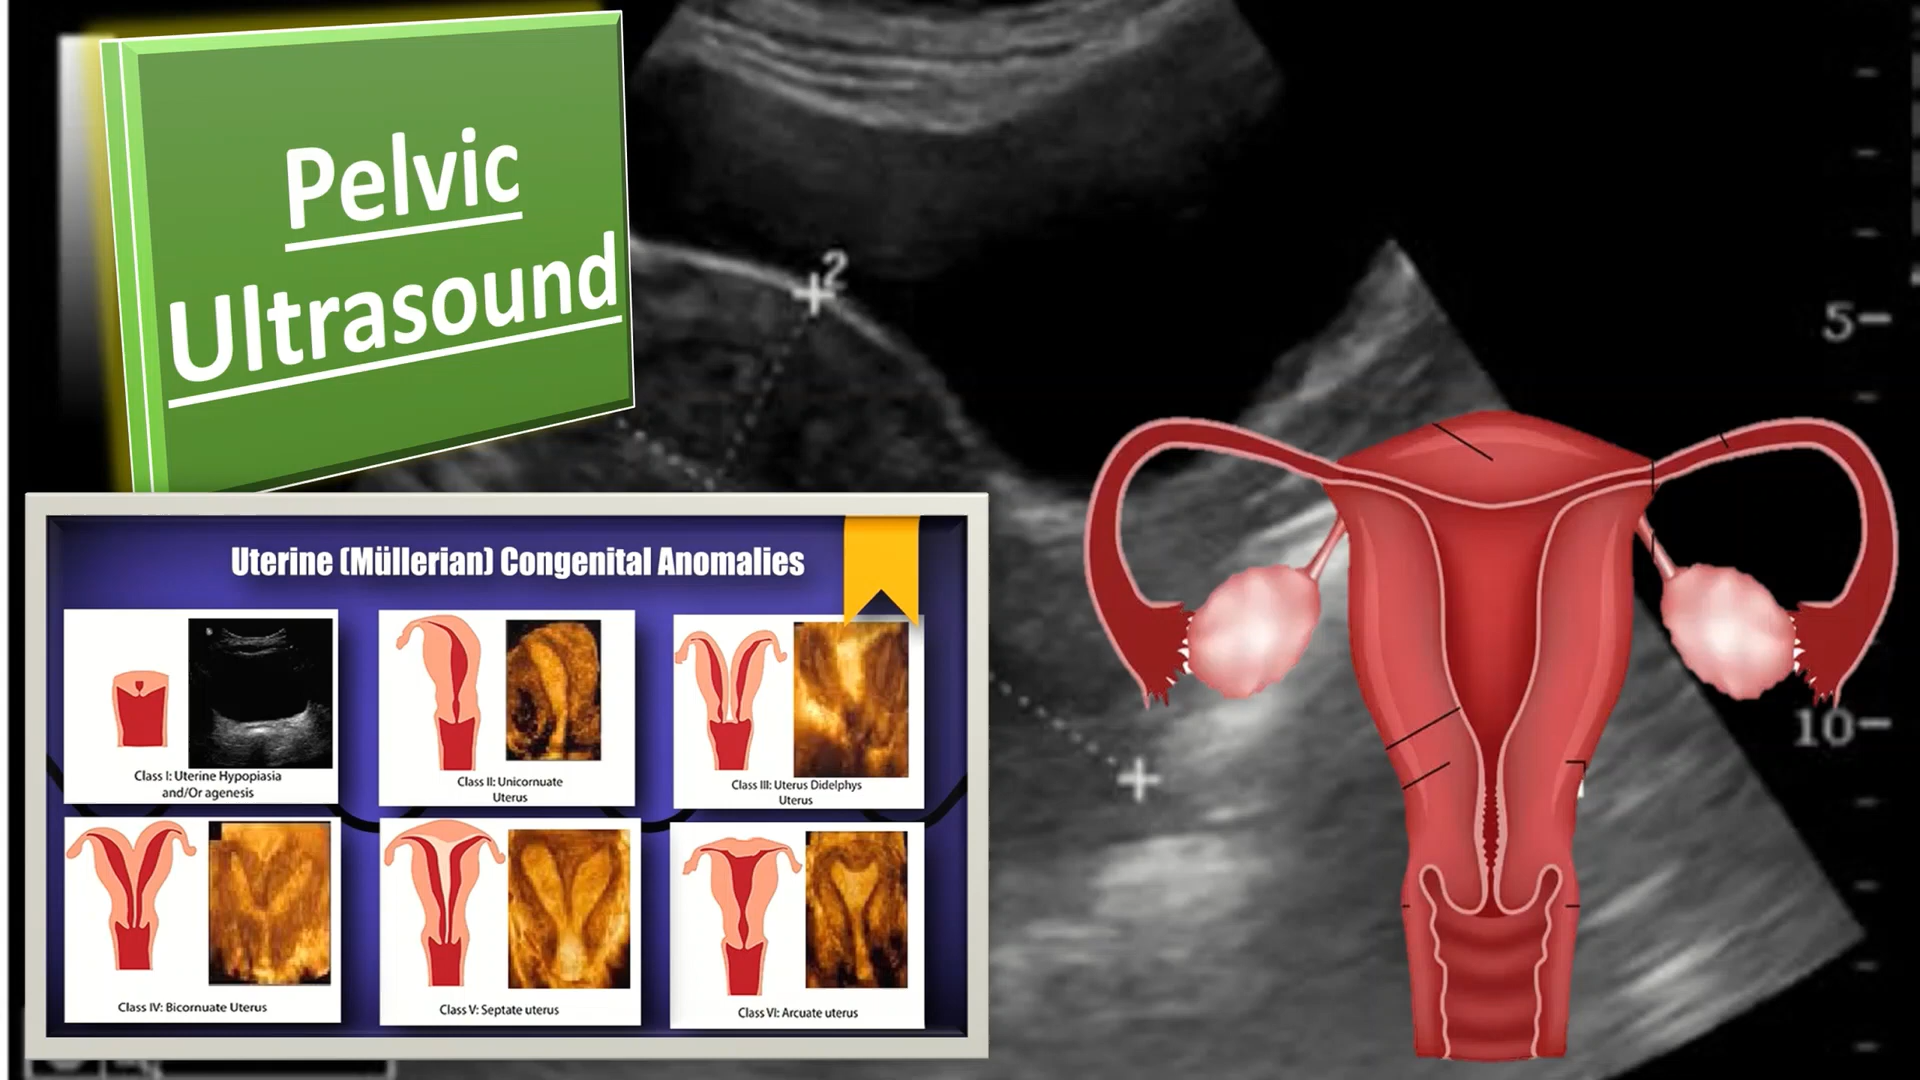 Pelvic
Ultrasound
2
5
10
Uterine (Müllerian) Congenital Anomalies
Class I: Uterine Hypopiasia
and/Or agenesis
Class II: Unicornuate
Uterus
Class III: Uterus Didelphys
Uterus
Class IV: Bicornuate Uterus
Class V: Septate uterus
Class VI: Arcuate uterus